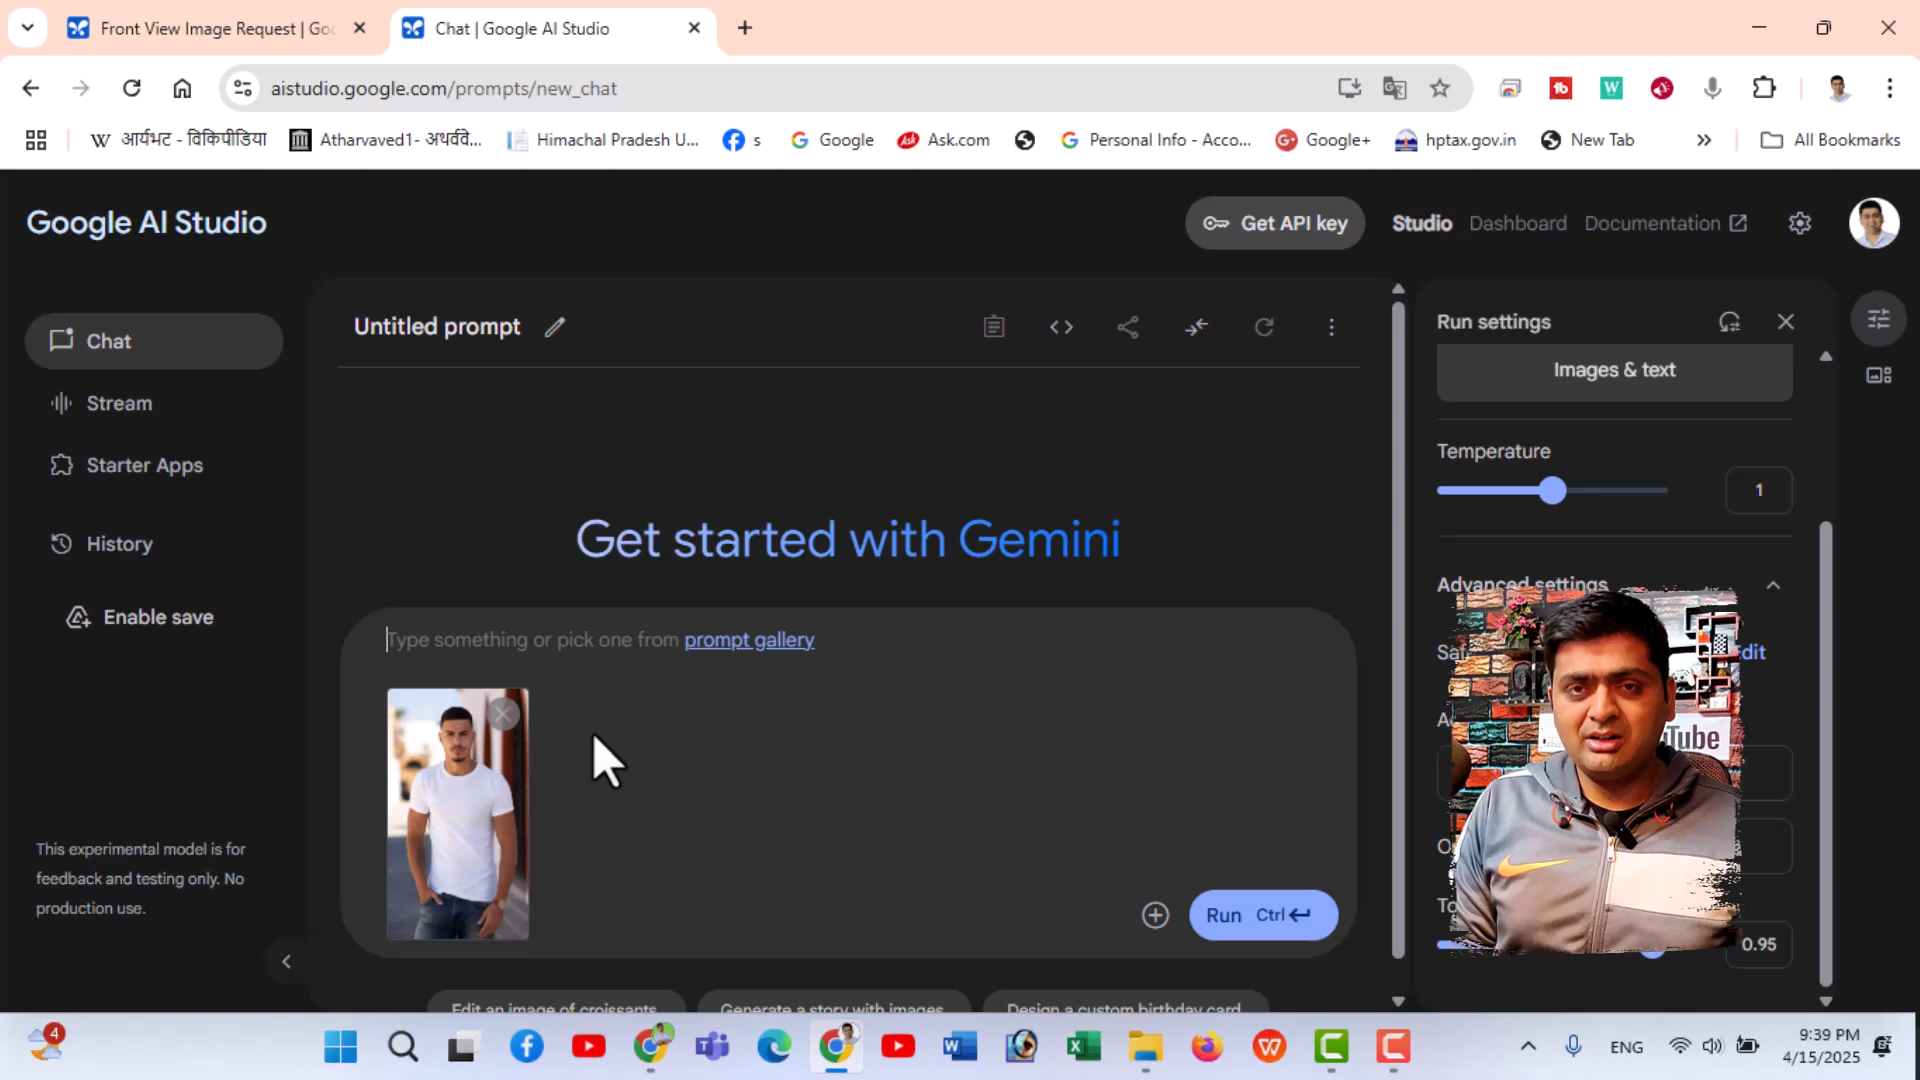 Front View Image Request | Goo
Chat | Google AI Studio
aistudio.google.com/prompts/new_chat
आर्यभट - विकिपीडिया
Atharvaved1- अथर्ववे...
Himachal Pradesh U...
s
Google
Ask.com
Personal Info - Acco...
Google+
hptax.gov.in
New Tab
All Bookmarks
Google AI Studio
Get API key
Studio
Dashboard
Documentation
Chat
Stream
Starter Apps
History
Enable save
This experimental model is for
feedback and testing only. No
production use.
Untitled prompt
Get started with Gemini
Type something or pick one from prompt gallery
Run Ctrl
Edit an image of croissants
Generate a story with images
Design a custom birthday card
Run settings
Images & text
Temperature
1
Advanced settings
0.95
4
ENG
9:39 PM
4/15/2025